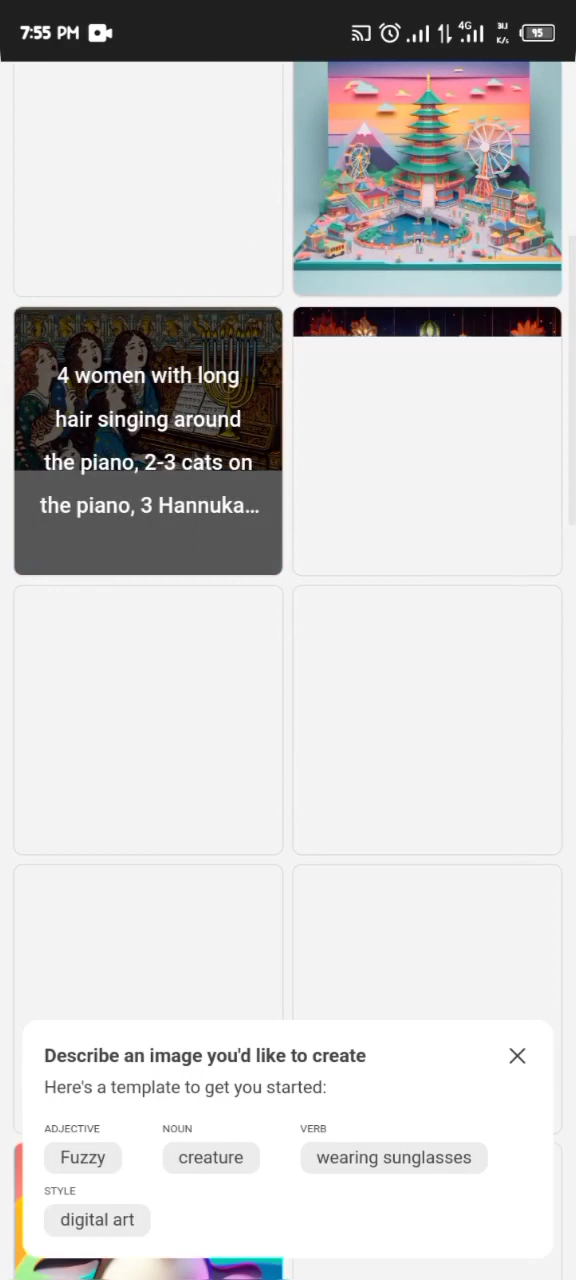 7:55 PM
4G
K/s
95
4 women with long
hair singing around
the piano, 2-3 cats on
the piano, 3 Hannuka...
Describe an image you'd like to create
Here's a template to get you started:
ADJECTIVE NOUN VERB
Fuzzy creature wearing sunglasses
STYLE
digital art